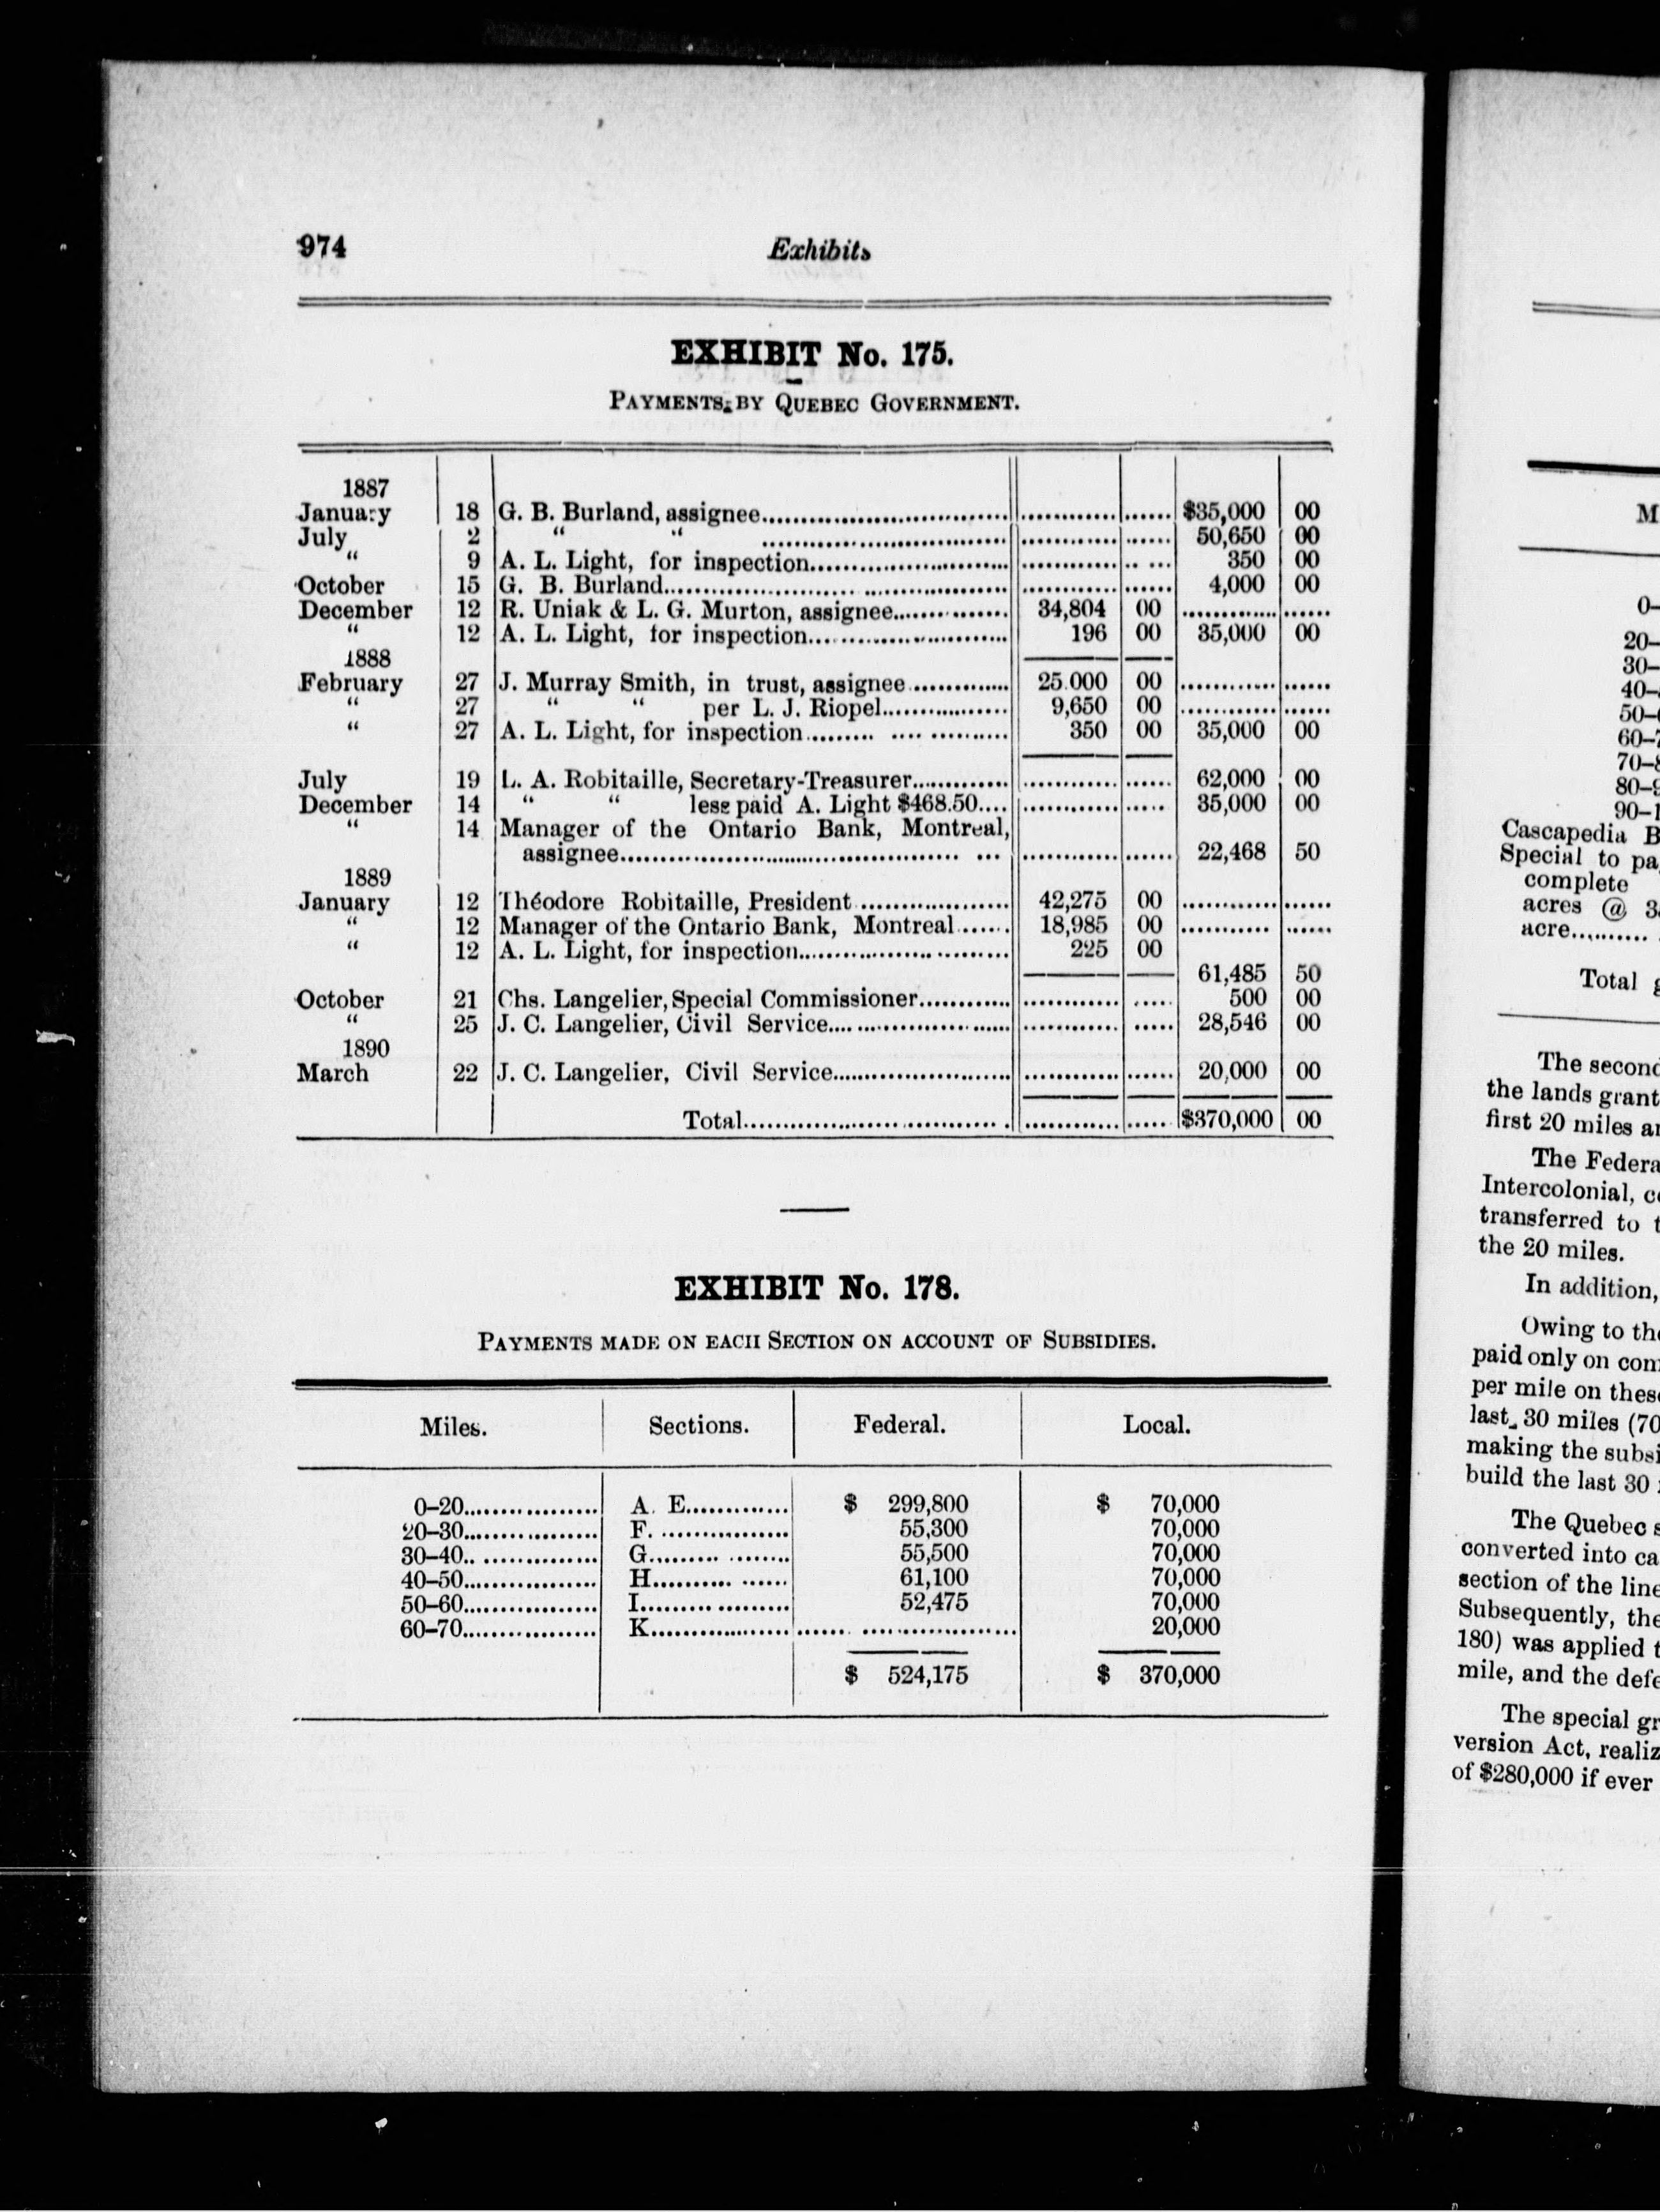 974 Exhibits
EXHIBIT No. 175.
PAYMENTS BY QUEBEC GOVERNMENT.
1887
January 18 G. B. Burland, assignee $35,000 00
July 2 “ “ 50,650 00
“ 9 A. L. Light, for inspection 350 00
October 15 G. B. Burland 4,000 00
December 12 R. Uniak & L. G. Murton, assignee 34,804 00
“ 12 A. L. Light, for inspection 196 00 35,000 00
1888
February 27 J. Murray Smith, in trust, assignee 25.000 00
“ 27 “ “ per L. J. Riopel 9,650 00
“ 27 A. L. Light, for inspection 350 00 35,000 00
July 19 L. A. Robitaille, Secretary-Treasurer 62,000 00
December 14 “ “ less paid A. Light $468.50 35,000 00
“ 14 Manager of the Ontario Bank, Montreal,
assignee 22,468 50
1889
January 12 Théodore Robitaille, President 42,275 00
“ 12 Manager of the Ontario Bank, Montreal 18,985 00
“ 12 A. L. Light, for inspection 225 00
61,485 50
October 21 Chs. Langelier, Special Commissioner 500 00
“ 25 J. C. Langelier, Civil Service 28,546 00
1890
March 22 J. C. Langelier, Civil Service 20,000 00
Total $370,000 00
EXHIBIT No. 178.
PAYMENTS MADE ON EACH SECTION ON ACCOUNT OF SUBSIDIES.
Miles. Sections. Federal. Local.
0–20 A. E $ 299,800 $ 70,000
20–30 F. 55,300 70,000
30–40 G 55,500 70,000
40–50 H 61,100 70,000
50–60 I 52,475 70,000
60–70 K 20,000
$ 524,175 $ 370,000
M
0–
20–
30–
40–
50–
60–
70–
80–
90–1
Cascapedia B
Special to pa
complete
acres @ 3
acre
Total
The second
the lands grant
first 20 miles
The Federa
Intercolonial,
transferred to
the 20 miles.
In addition,
Owing to the
paid only on
per mile on these
last 30 miles (70
making the subsi
build the last 30
The Quebec
converted into ca
section of the line
Subsequently, the
180) was applied
mile, and the defe
The special gr
version Act, realiz
of $280,000 if ever